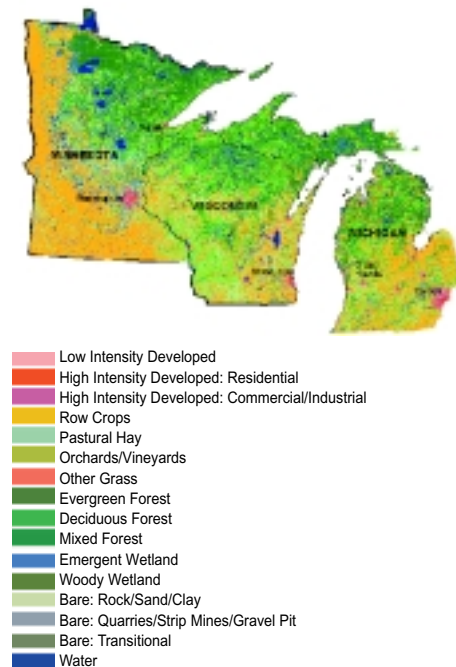 MINNESOTA
WISCONSIN
MICHIGAN
Low Intensity Developed
High Intensity Developed: Residential
High Intensity Developed: Commercial/Industrial
Row Crops
Pastural Hay
Orchards/Vineyards
Other Grass
Evergreen Forest
Deciduous Forest
Mixed Forest
Emergent Wetland
Woody Wetland
Bare: Rock/Sand/Clay
Bare: Quarries/Strip Mines/Gravel Pit
Bare: Transitional
Water